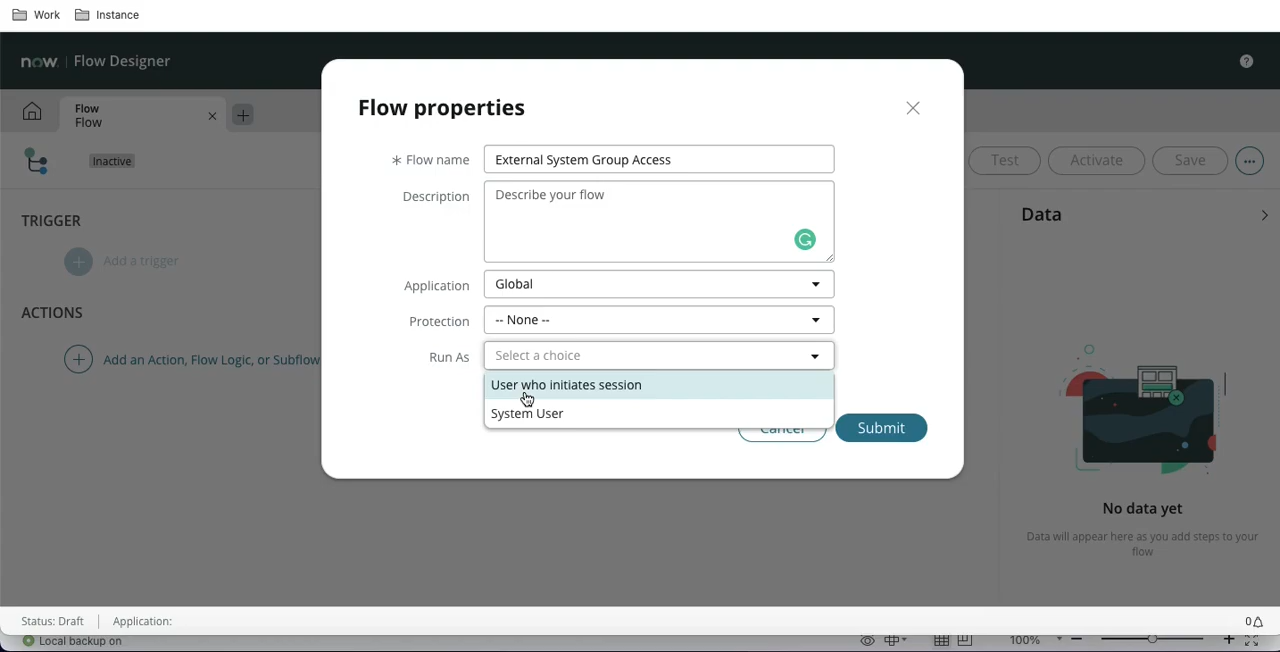 Work Instance
now. | Flow Designer
Flow
Flow
Inactive
Test Activate Save
TRIGGER
Add a trigger
ACTIONS
Add an Action, Flow Logic, or Subflow
Flow properties
* Flow name External System Group Access
Description Describe your flow
Application Global
Protection -- None --
Run As Select a choice
User who initiates session
System User
Cancel Submit
Data
No data yet
Data will appear here as you add steps to your
flow
Status: Draft | Application: 0
Local backup on 100%